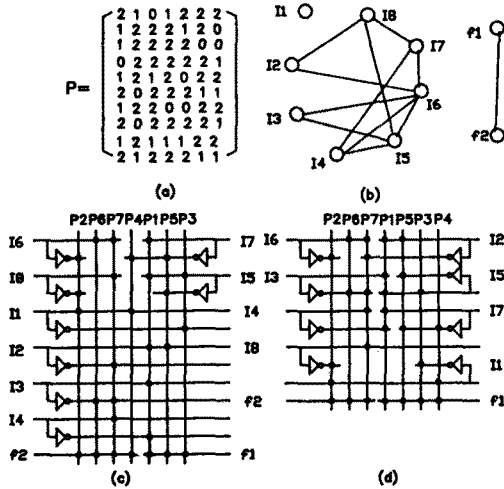 2 1 0 1 2 2 2
1 2 2 2 1 2 0
1 2 2 2 2 0 0
0 2 2 2 2 2 1
P=
1 2 1 2 0 2 2
2 0 2 2 2 1 1
1 2 2 0 0 2 2
2 0 2 2 2 2 1
1 2 1 1 1 2 2
2 1 1 2 2 1 1
(a)
I1
I8
I7
I2
I6
I3
I4
I5
f1
f2
(b)
P2P6P7P4P1P5P3
I6
I7
I8
I5
I1
I4
I2
I3
f2
I4
f2
f1
(c)
P2P6P7P1P5P3P4
I6
I2
I3
I5
I7
I8
I1
f1
(d)